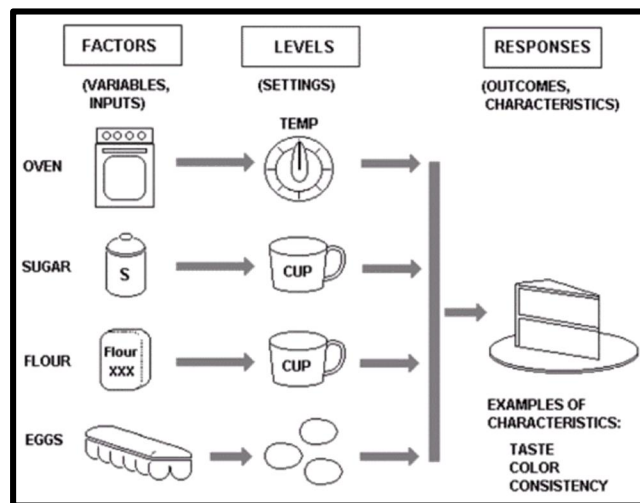 FACTORS
LEVELS
RESPONSES
(VARIABLES,
INPUTS)
(SETTINGS)
(OUTCOMES,
CHARACTERISTICS)
OVEN
TEMP
SUGAR
S
CUP
FLOUR
Flour
XXX
CUP
EGGS
EXAMPLES OF
CHARACTERISTICS:
TASTE
COLOR
CONSISTENCY